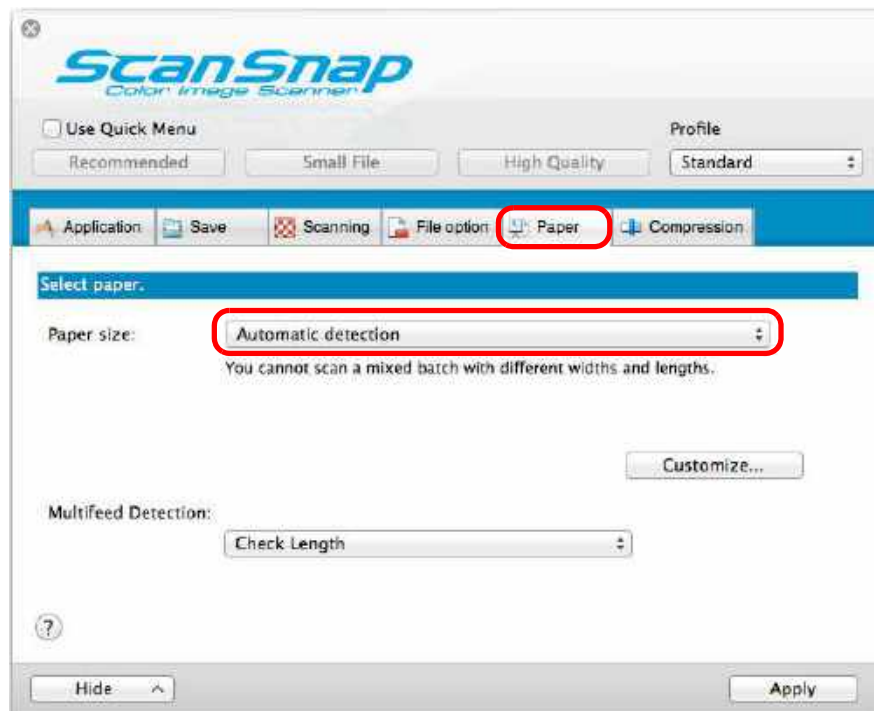 ScanSnap
Color Image Scanner
Use Quick Menu
Profile
Recommended Small File High Quality Standard
Application Save Scanning File option Paper Compression
Select paper.
Paper size: Automatic detection
You cannot scan a mixed batch with different widths and lengths.
Customize...
Multifeed Detection:
Check Length
?
Hide Apply